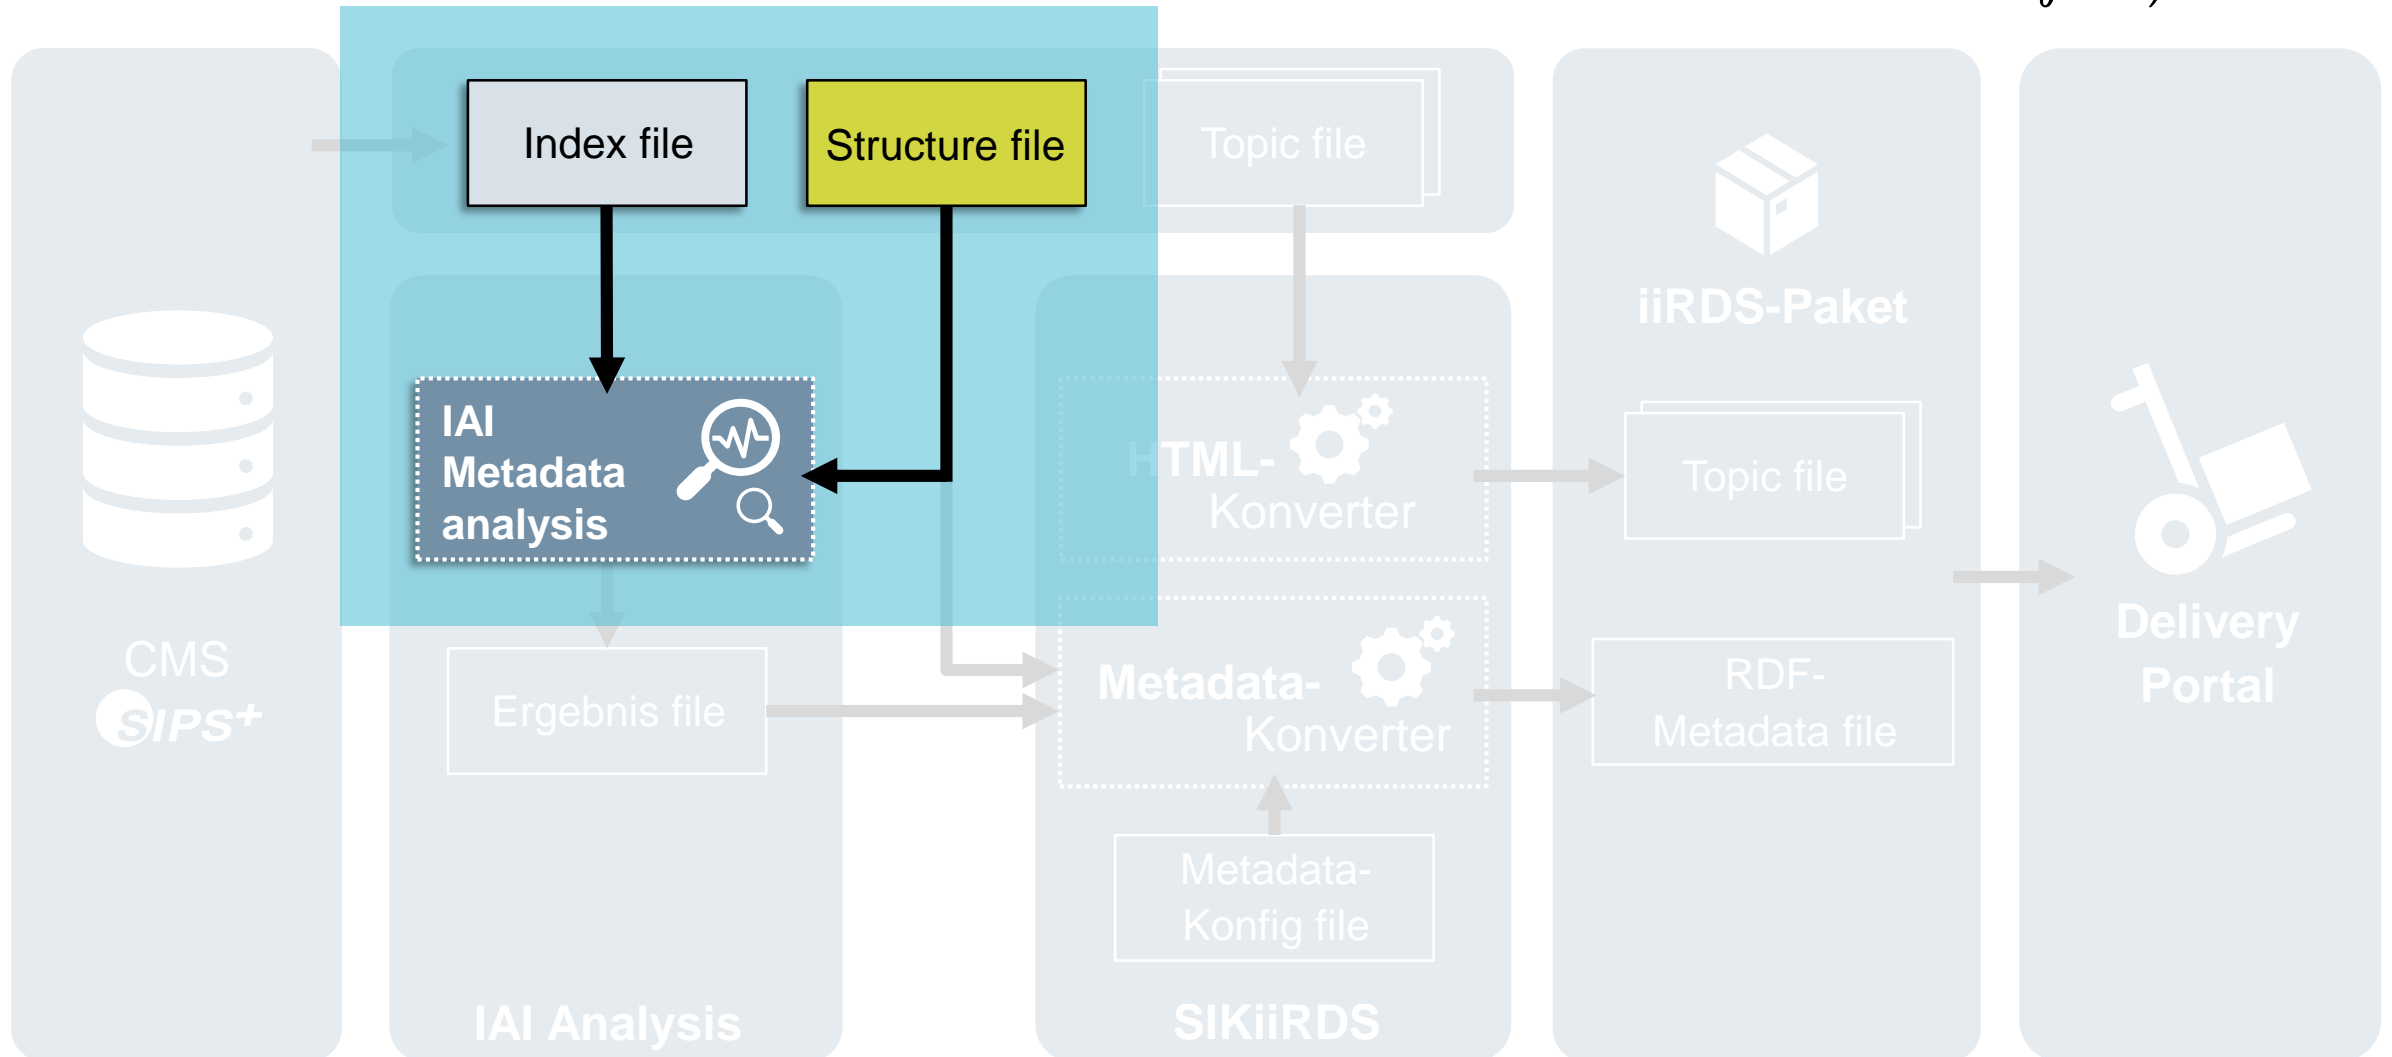 Index file
Structure file
Topic file
iiRDS-Paket
IAI
Metadata
analysis
HTML-
Konverter
Topic file
CMS
SIPS+
Ergebnis file
Metadata-
Konverter
RDF-
Metadata file
Delivery
Portal
Metadata-
Konfig file
IAI Analysis
SIKiiRDS